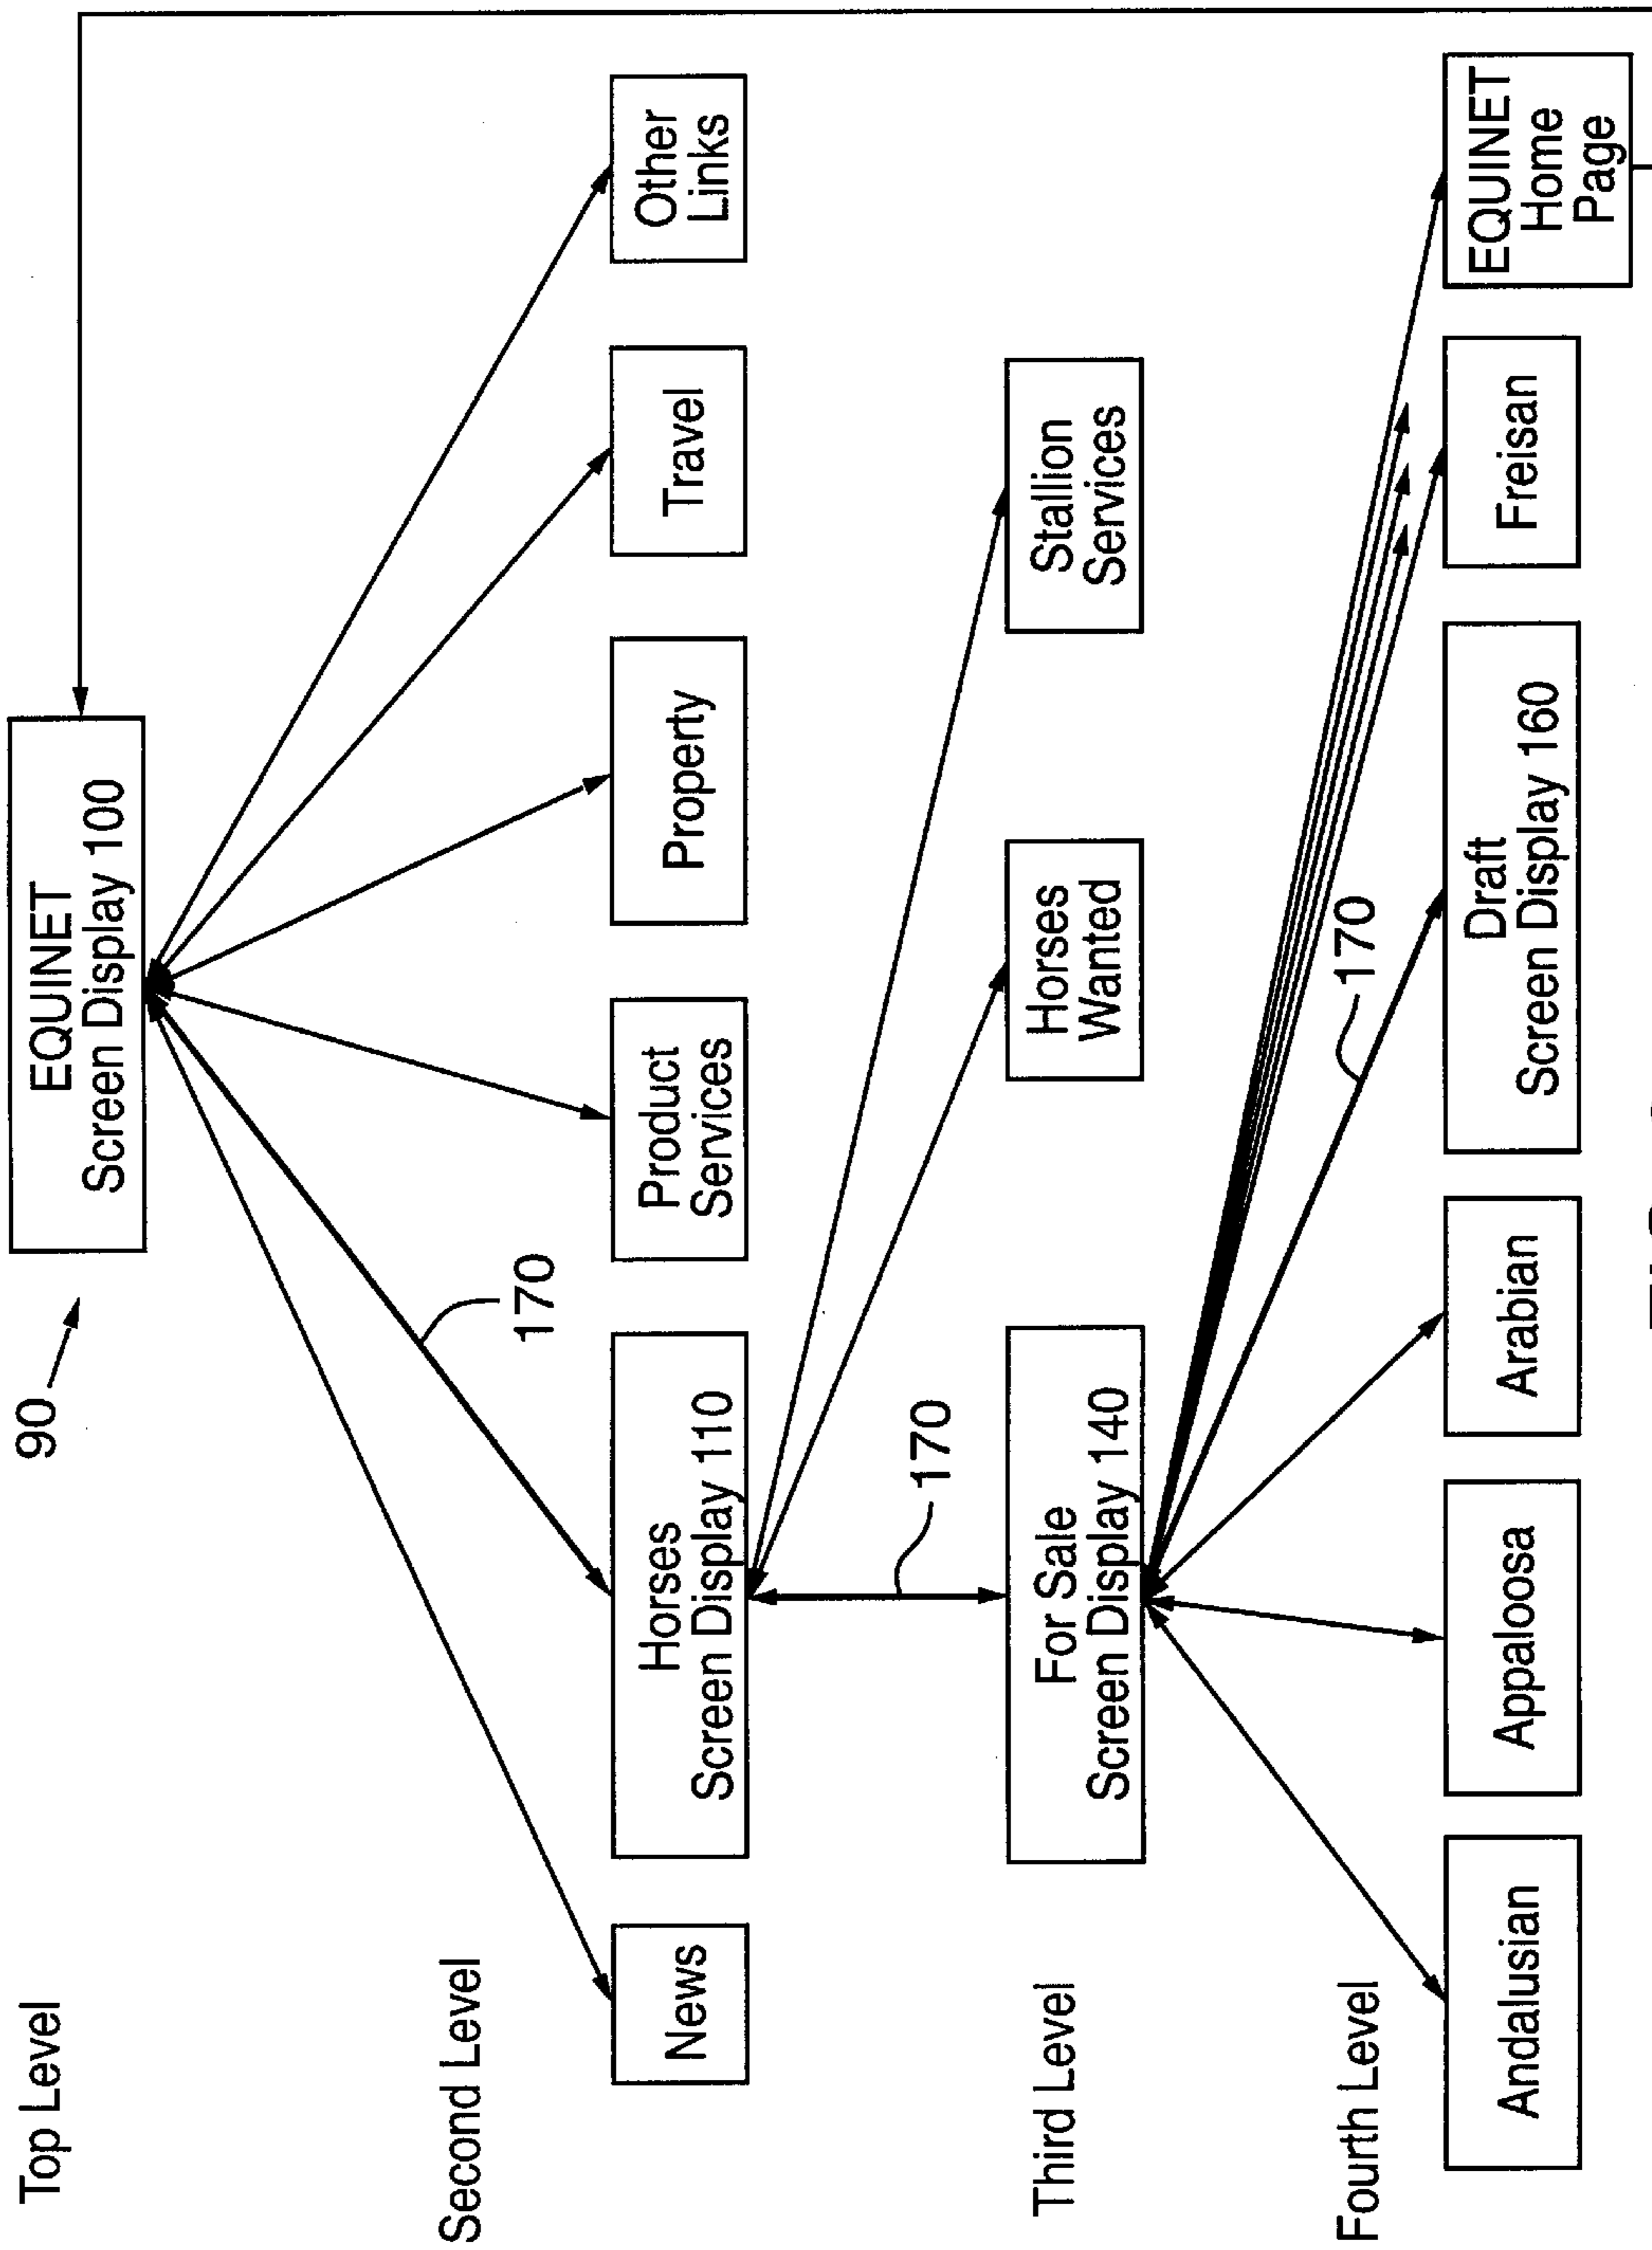 Top Level
90
EQUINET
Screen Display 100
Second Level
170
News
Horses
Screen Display 110
Product
Services
Property
Travel
Other
Links
Third Level
170
For Sale
Screen Display 140
Horses
Wanted
Stallion
Services
Fourth Level
170
Andalusian
Appaloosa
Arabian
Draft
Screen Display 160
Freisan
EQUINET
Home
Page